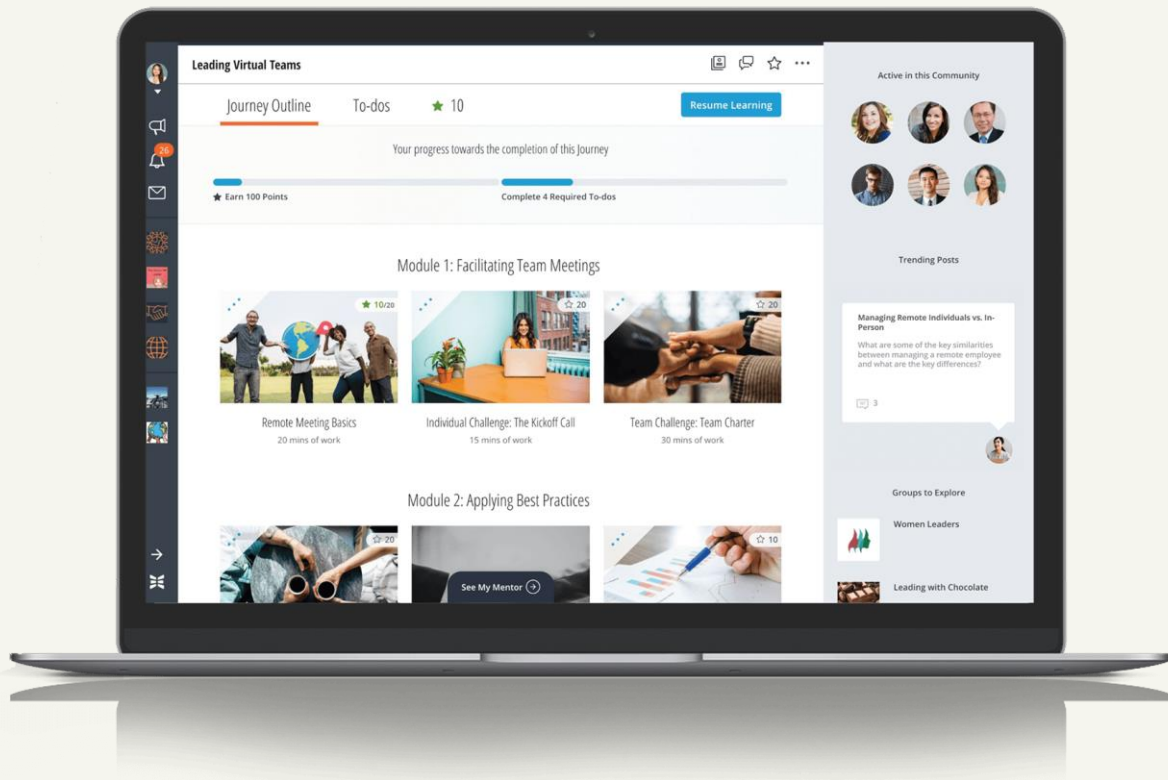 Leading Virtual Teams
Journey Outline
To-dos
10
Resume Learning
26
Your progress towards the completion of this Journey
Earn 100 Points
Complete 4 Required To-dos
Module 1: Facilitating Team Meetings
10/20
20
20
Remote Meeting Basics
20 mins of work
Individual Challenge: The Kickoff Call
15 mins of work
Team Challenge: Team Charter
30 mins of work
Module 2: Applying Best Practices
20
10
See My Mentor
Active in this Community
Trending Posts
Managing Remote Individuals vs. In-
Person
What are some of the key similarities
between managing a remote employee
and what are the key differences?
3
Groups to Explore
Women Leaders
Leading with Chocolate